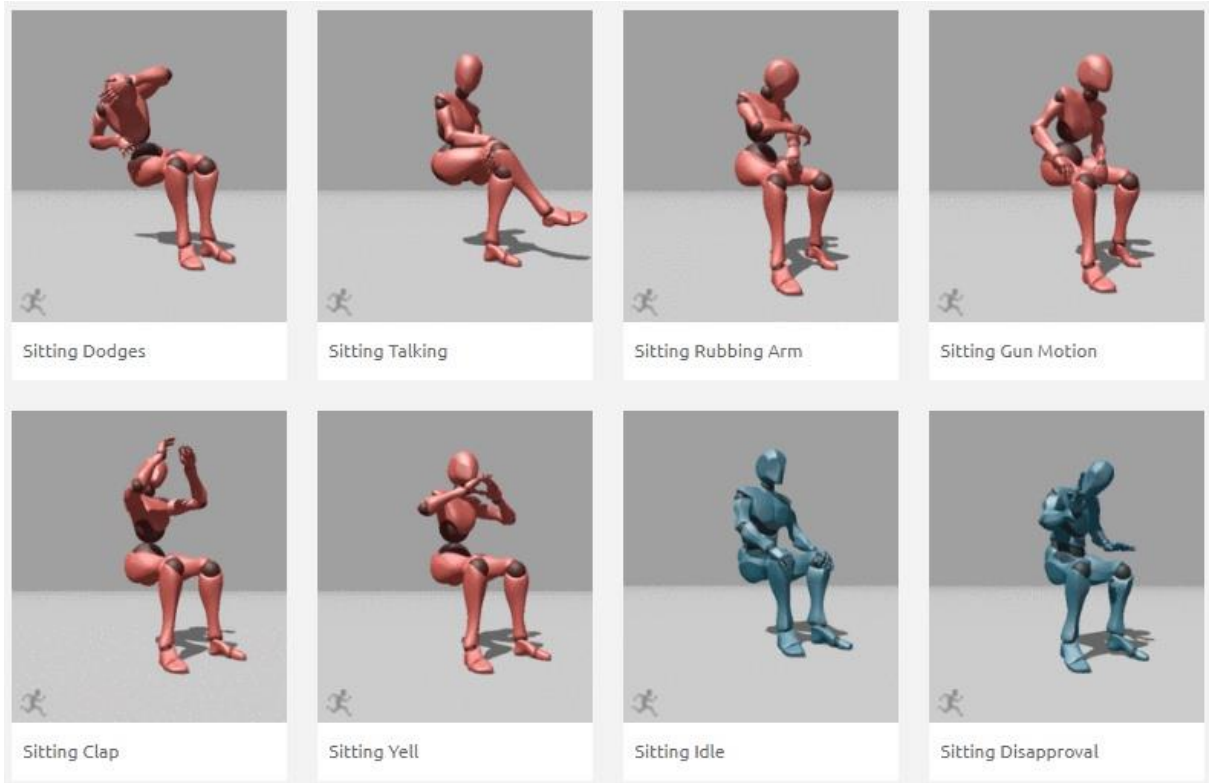 Sitting Dodges
Sitting Talking
Sitting Rubbing Arm
Sitting Gun Motion
Sitting Clap
Sitting Yell
Sitting Idle
Sitting Disapproval